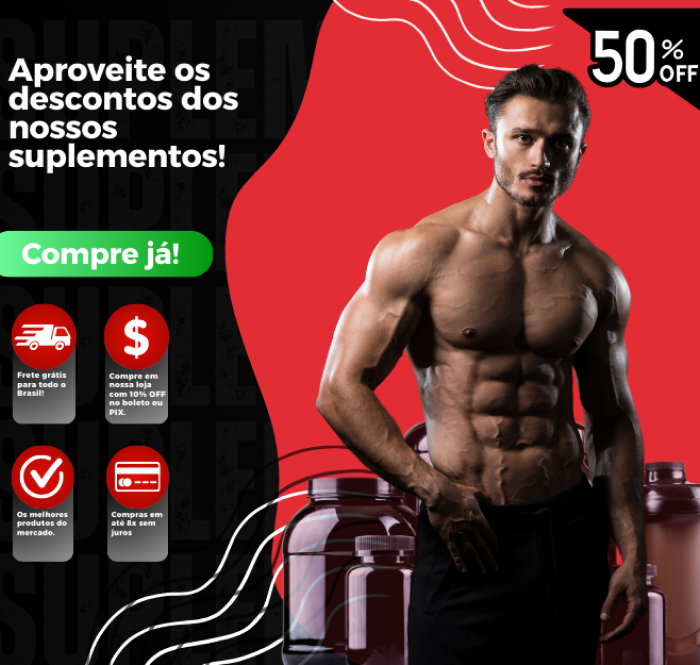 Aproveite os
descontos dos
nossos
suplementos!
50%
OFF
Compre já!
Frete grátis
para todo o
Brasil!
$
Compre em
nossa loja
com 10% OFF
no boleto ou
PIX.
Os melhores
produtos do
mercado.
Compras em
até 8x sem
juros